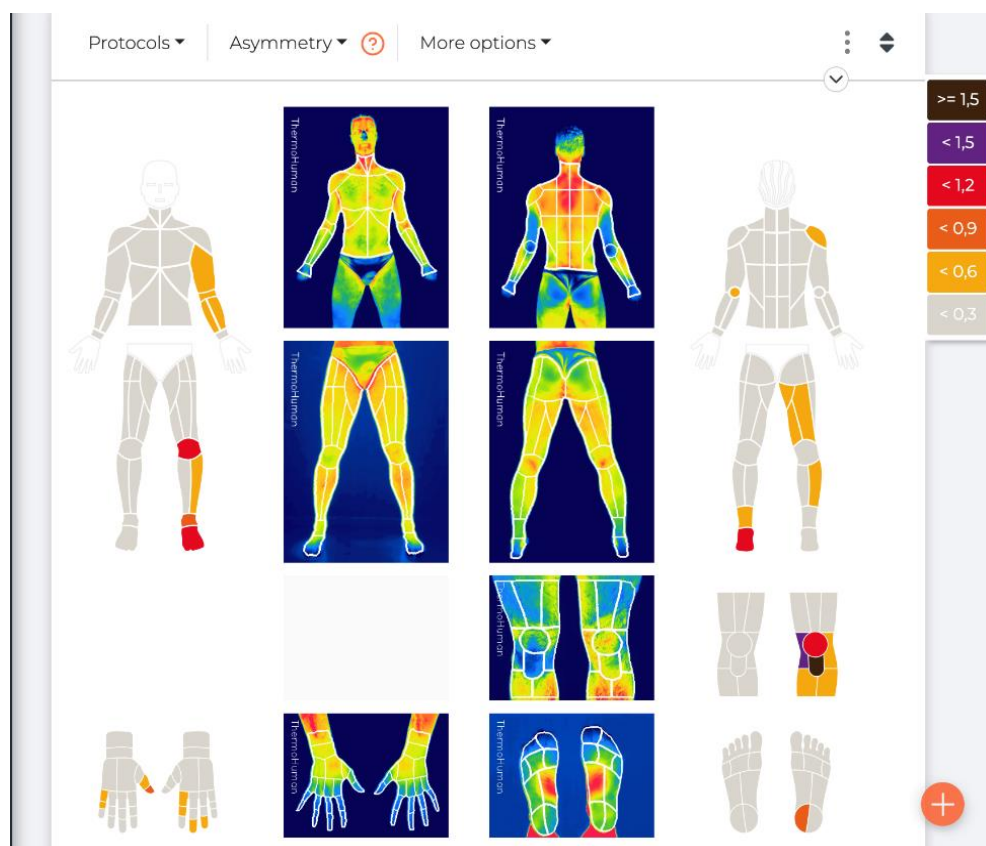 Protocols
Asymmetry
?
More options
>= 1,5
< 1,5
< 1,2
< 0,9
< 0,6
< 0,3
ThermoHuman
ThermoHuman
ThermoHuman
ThermoHuman
ThermoHuman
ThermoHuman
ThermoHuman